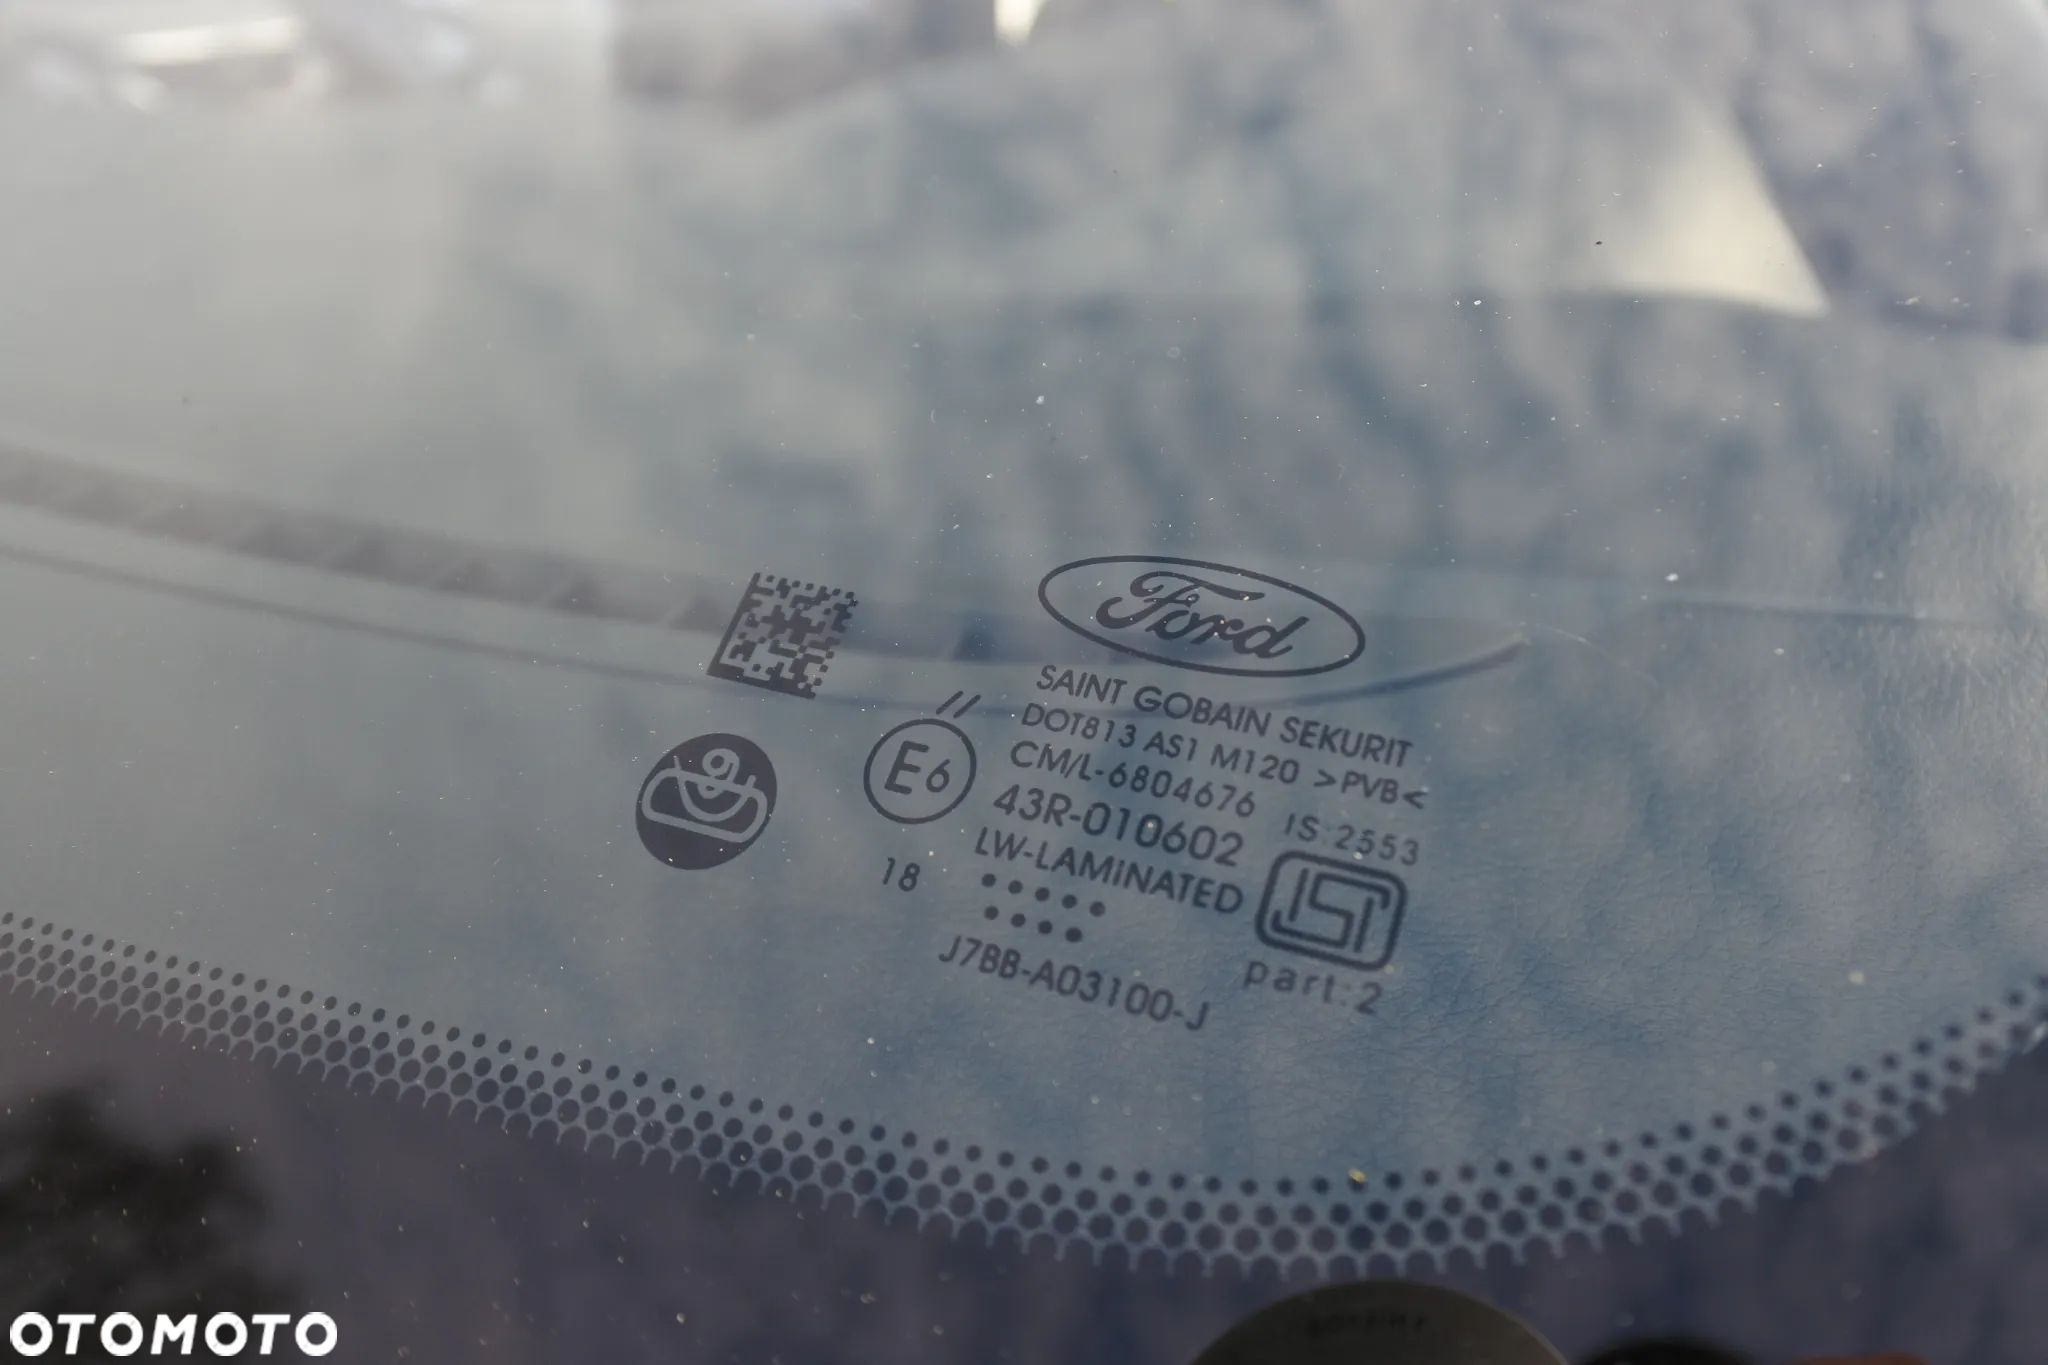 Ford
SAINT GOBAIN SEKURIT
DOT813 AS1 M120 >PVB<
CM/L-6804676 IS:2553
43R-010602
E6
LW-LAMINATED
18
ISI
J7BB-A03100-J
part:2
OTOMOTO